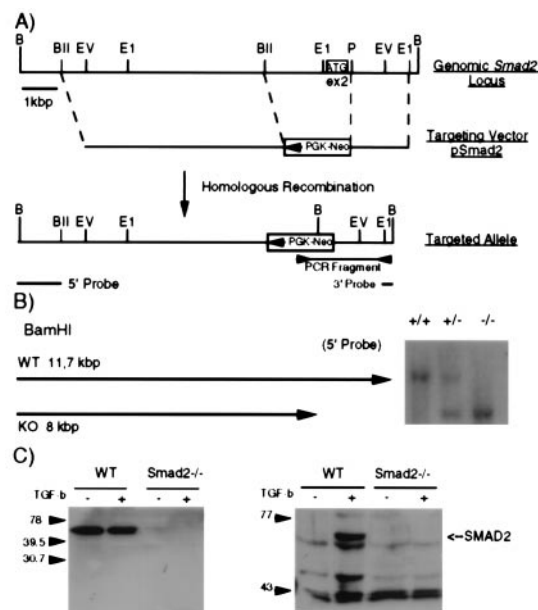 A)
B BII EV E1 BII E1 ATG P EV E1 B
ex2
Genomic Smad2
Locus
1kbp
PGK-Neo
Targeting Vector
pSmad2
Homologous Recombination
B BII EV E1 B EV E1 B
PGK-Neo
Targeted Allele
PCR Fragment
5' Probe
3' Probe
B)
BamHI
(5' Probe)
+/+ +/- -/-
WT 11,7 kbp
KO 8 kbp
C)
WT Smad2-/-
TGF-b - + - +
78
39.5
30.7
WT Smad2-/-
TGF-b - + - +
77
<--SMAD2
43